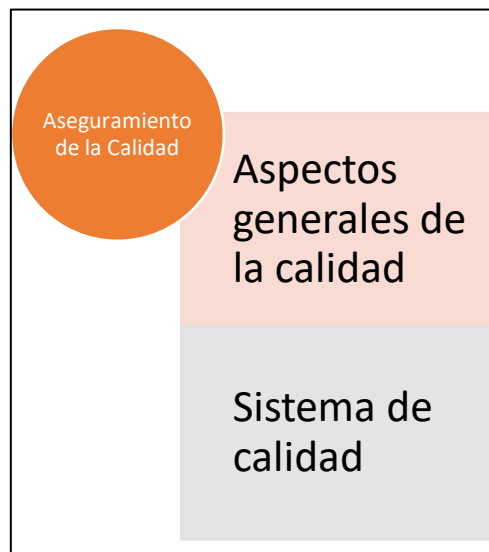 Aseguramiento
de la Calidad
Aspectos
generales de
la calidad
Sistema de
calidad